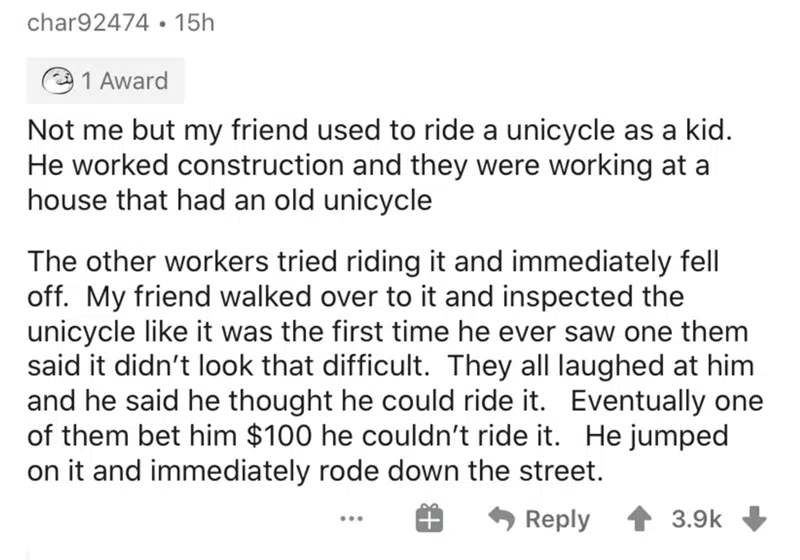 char92474 • 15h
1 Award
Not me but my friend used to ride a unicycle as a kid.
He worked construction and they were working at a
house that had an old unicycle
The other workers tried riding it and immediately fell
off.  My friend walked over to it and inspected the
unicycle like it was the first time he ever saw one them
said it didn’t look that difficult.  They all laughed at him
and he said he thought he could ride it.   Eventually one
of them bet him $100 he couldn’t ride it.   He jumped
on it and immediately rode down the street.
... Reply 3.9k